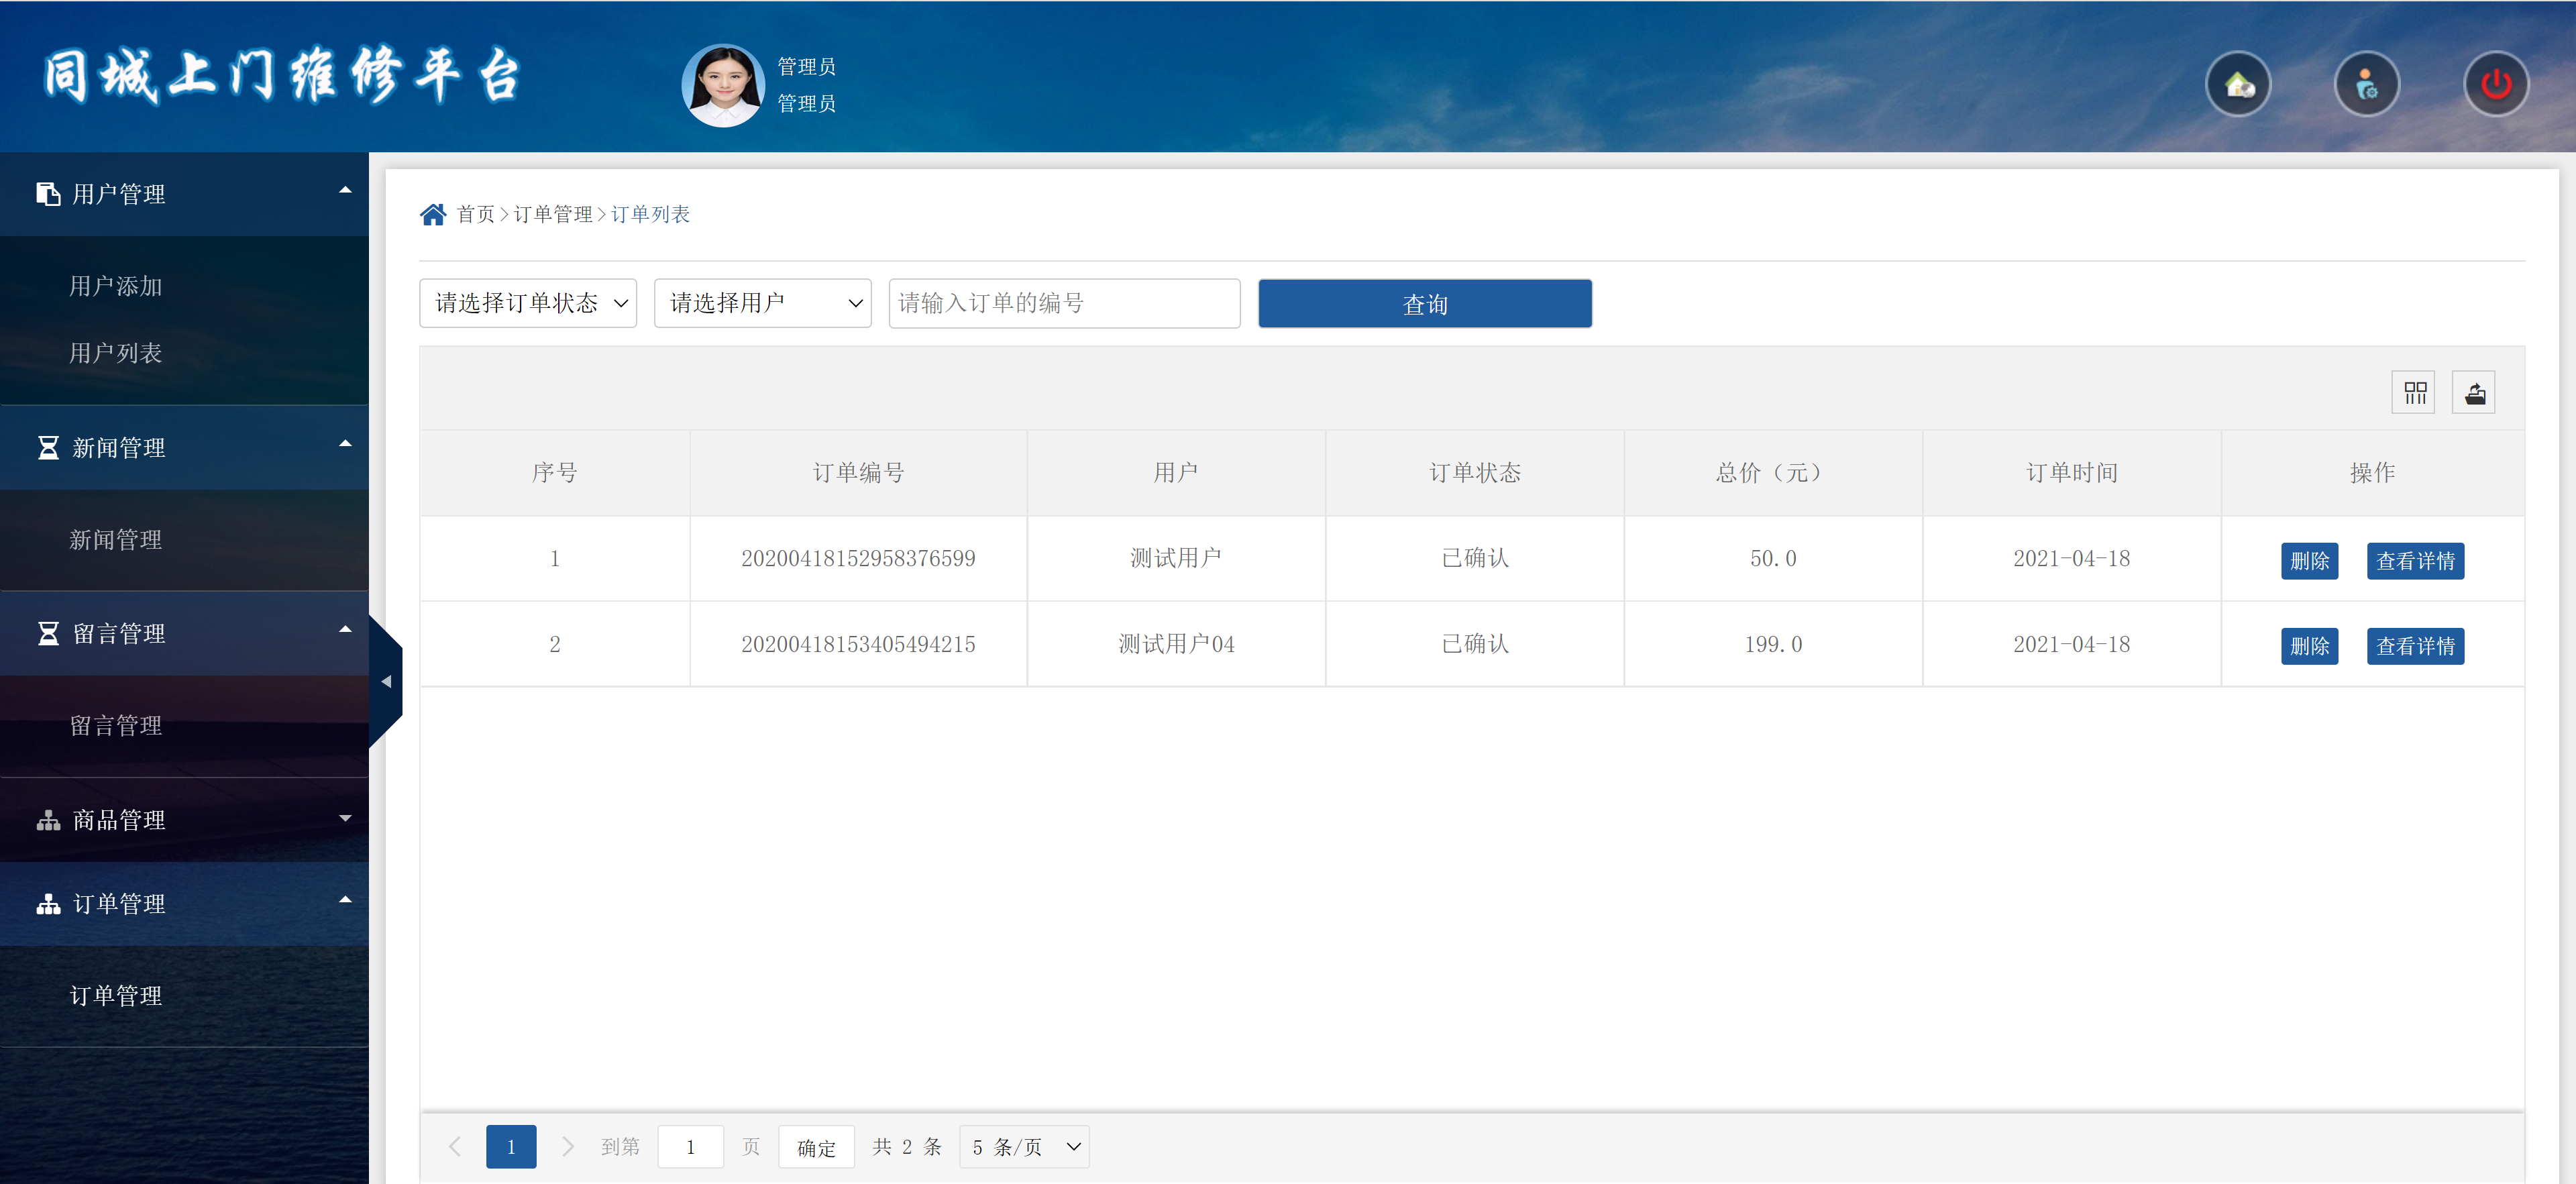 同城上门维修平台
管理员
管理员
用户管理
用户添加
用户列表
新闻管理
新闻管理
留言管理
留言管理
商品管理
订单管理
订单管理
首页>订单管理>订单列表
请选择订单状态 请选择用户 请输入订单的编号 查询
序号 订单编号 用户 订单状态 总价（元） 订单时间 操作
1 20200418152958376599 测试用户 已确认 50.0 2021-04-18 删除 查看详情
2 20200418153405494215 测试用户04 已确认 199.0 2021-04-18 删除 查看详情
1 到第 1 页 确定 共 2 条 5 条/页